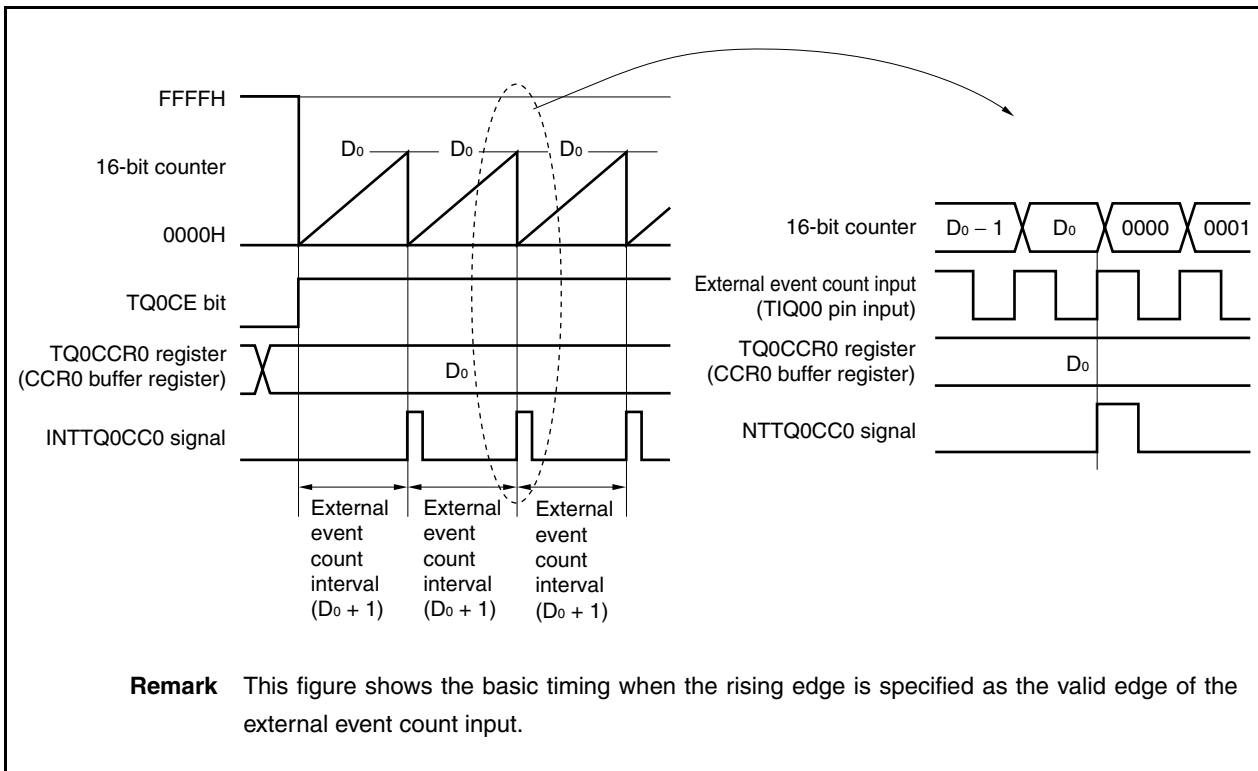 FFFFH
16-bit counter
D0 D0 D0
0000H
TQ0CE bit
TQ0CCR0 register
(CCR0 buffer register)
D0
INTTQ0CC0 signal
External
event
count
interval
(D0 + 1)
External
event
count
interval
(D0 + 1)
External
event
count
interval
(D0 + 1)
16-bit counter
D0 − 1 D0 0000 0001
External event count input
(TIQ00 pin input)
TQ0CCR0 register
(CCR0 buffer register)
D0
NTTQ0CC0 signal
Remark This figure shows the basic timing when the rising edge is specified as the valid edge of the
external event count input.